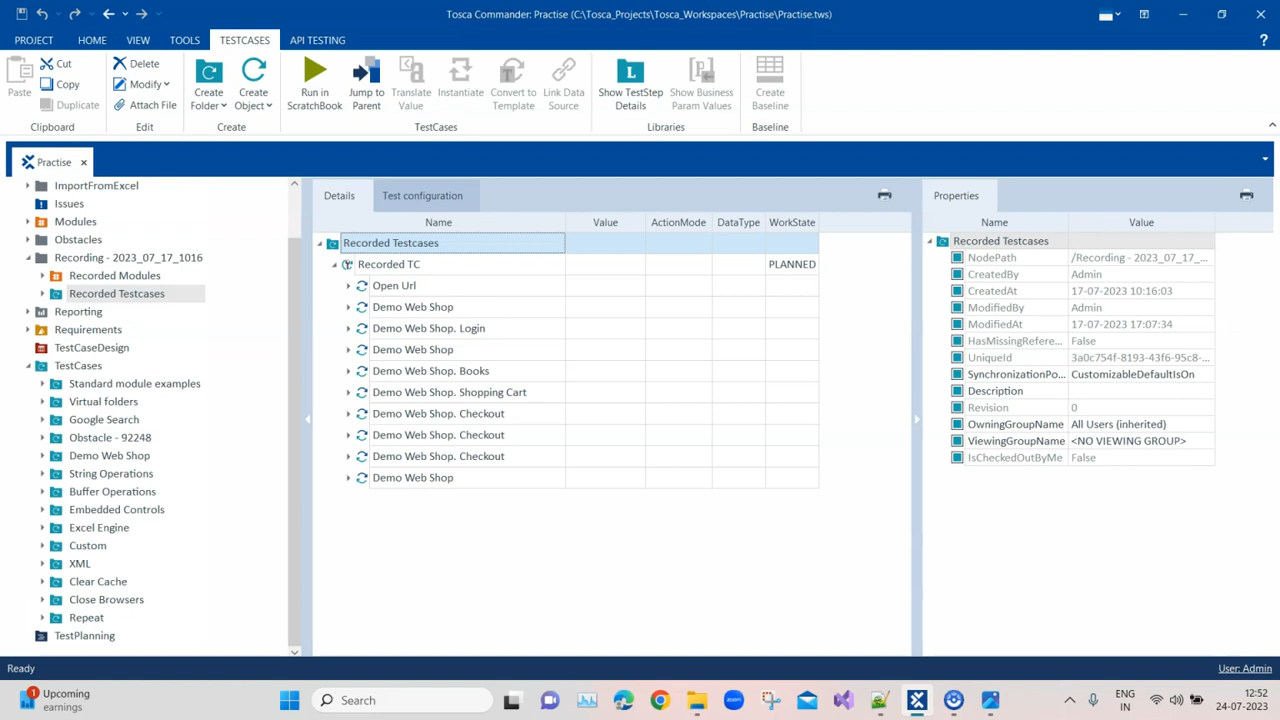 Tosca Commander: Practise (C:\Tosca_Projects\Tosca_Workspaces\Practise\Practise.tws)
PROJECT HOME VIEW TOOLS TESTCASES API TESTING
?
Paste
Cut
Copy
Duplicate
Clipboard
Delete
Modify
Attach File
Edit
Create Folder
Create Object
Create
Run in ScratchBook
Jump to Parent
Translate Value
Instantiate
Convert to Template
Link Data Source
TestCases
Show TestStep Details
Show Business Param Values
Libraries
Create Baseline
Baseline
Practise
ImportFromExcel
Issues
Modules
Obstacles
Recording - 2023_07_17_1016
Recorded Modules
Recorded Testcases
Reporting
Requirements
TestCaseDesign
TestCases
Standard module examples
Virtual folders
Google Search
Obstacle - 92248
Demo Web Shop
String Operations
Buffer Operations
Embedded Controls
Excel Engine
Custom
XML
Clear Cache
Close Browsers
Repeat
TestPlanning
Details Test configuration
Name Value ActionMode DataType WorkState
Recorded Testcases
Recorded TC PLANNED
Open Url
Demo Web Shop
Demo Web Shop. Login
Demo Web Shop
Demo Web Shop. Books
Demo Web Shop. Shopping Cart
Demo Web Shop. Checkout
Demo Web Shop. Checkout
Demo Web Shop. Checkout
Demo Web Shop
Properties
Name Value
Recorded Testcases
NodePath /Recording - 2023_07_17_...
CreatedBy Admin
CreatedAt 17-07-2023 10:16:03
ModifiedBy Admin
ModifiedAt 17-07-2023 17:07:34
HasMissingRefere... False
UniqueId 3a0c754f-8193-43f6-95c8-...
SynchronizationPo... CustomizableDefaultIsOn
Description
Revision 0
OwningGroupName All Users (inherited)
ViewingGroupName <NO VIEWING GROUP>
IsCheckedOutByMe False
Ready User: Admin
1
Upcoming
earnings
Search
zoom
ENG
IN
12:52
24-07-2023